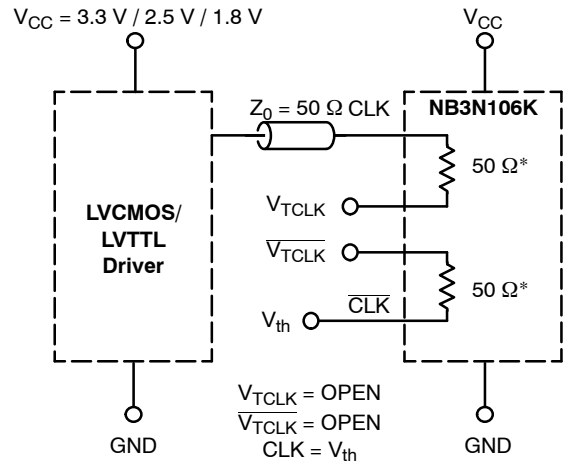 V_CC = 3.3 V / 2.5 V / 1.8 V
V_CC
Z_0 = 50 Ω CLK
NB3N106K
50 Ω*
V_TCLK
LVCMOS/
LVTTL
Driver
V̅_T̅C̅L̅K̅
50 Ω*
C̅L̅K̅
V_th
V_TCLK = OPEN
V̅_T̅C̅L̅K̅ = OPEN
CLK = V_th
GND
GND